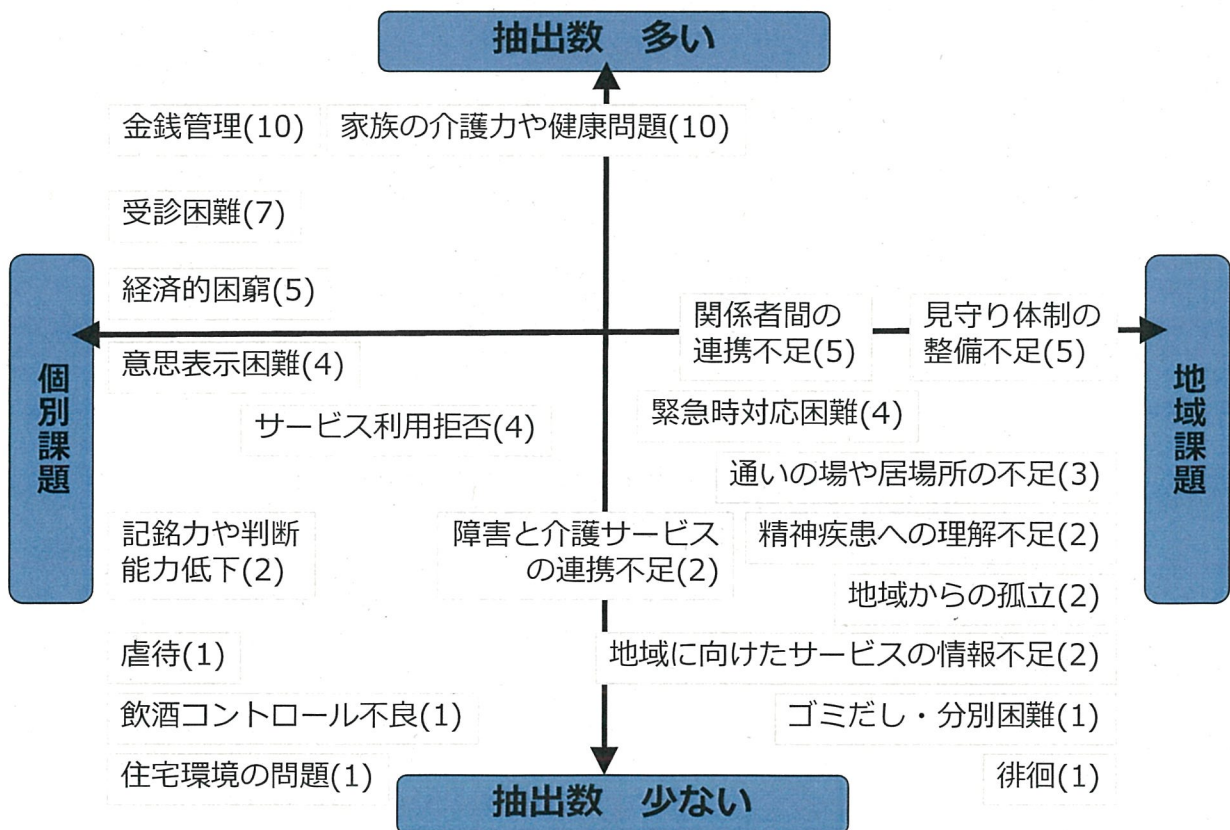 抽出数 多い
金銭管理(10)
家族の介護力や健康問題(10)
受診困難(7)
経済的困窮(5)
関係者間の
連携不足(5)
見守り体制の
整備不足(5)
個別課題
地域課題
意思表示困難(4)
サービス利用拒否(4)
緊急時対応困難(4)
通いの場や居場所の不足(3)
記銘力や判断
能力低下(2)
障害と介護サービス
の連携不足(2)
精神疾患への理解不足(2)
地域からの孤立(2)
虐待(1)
地域に向けたサービスの情報不足(2)
飲酒コントロール不良(1)
ゴミだし・分別困難(1)
住宅環境の問題(1)
徘徊(1)
抽出数 少ない